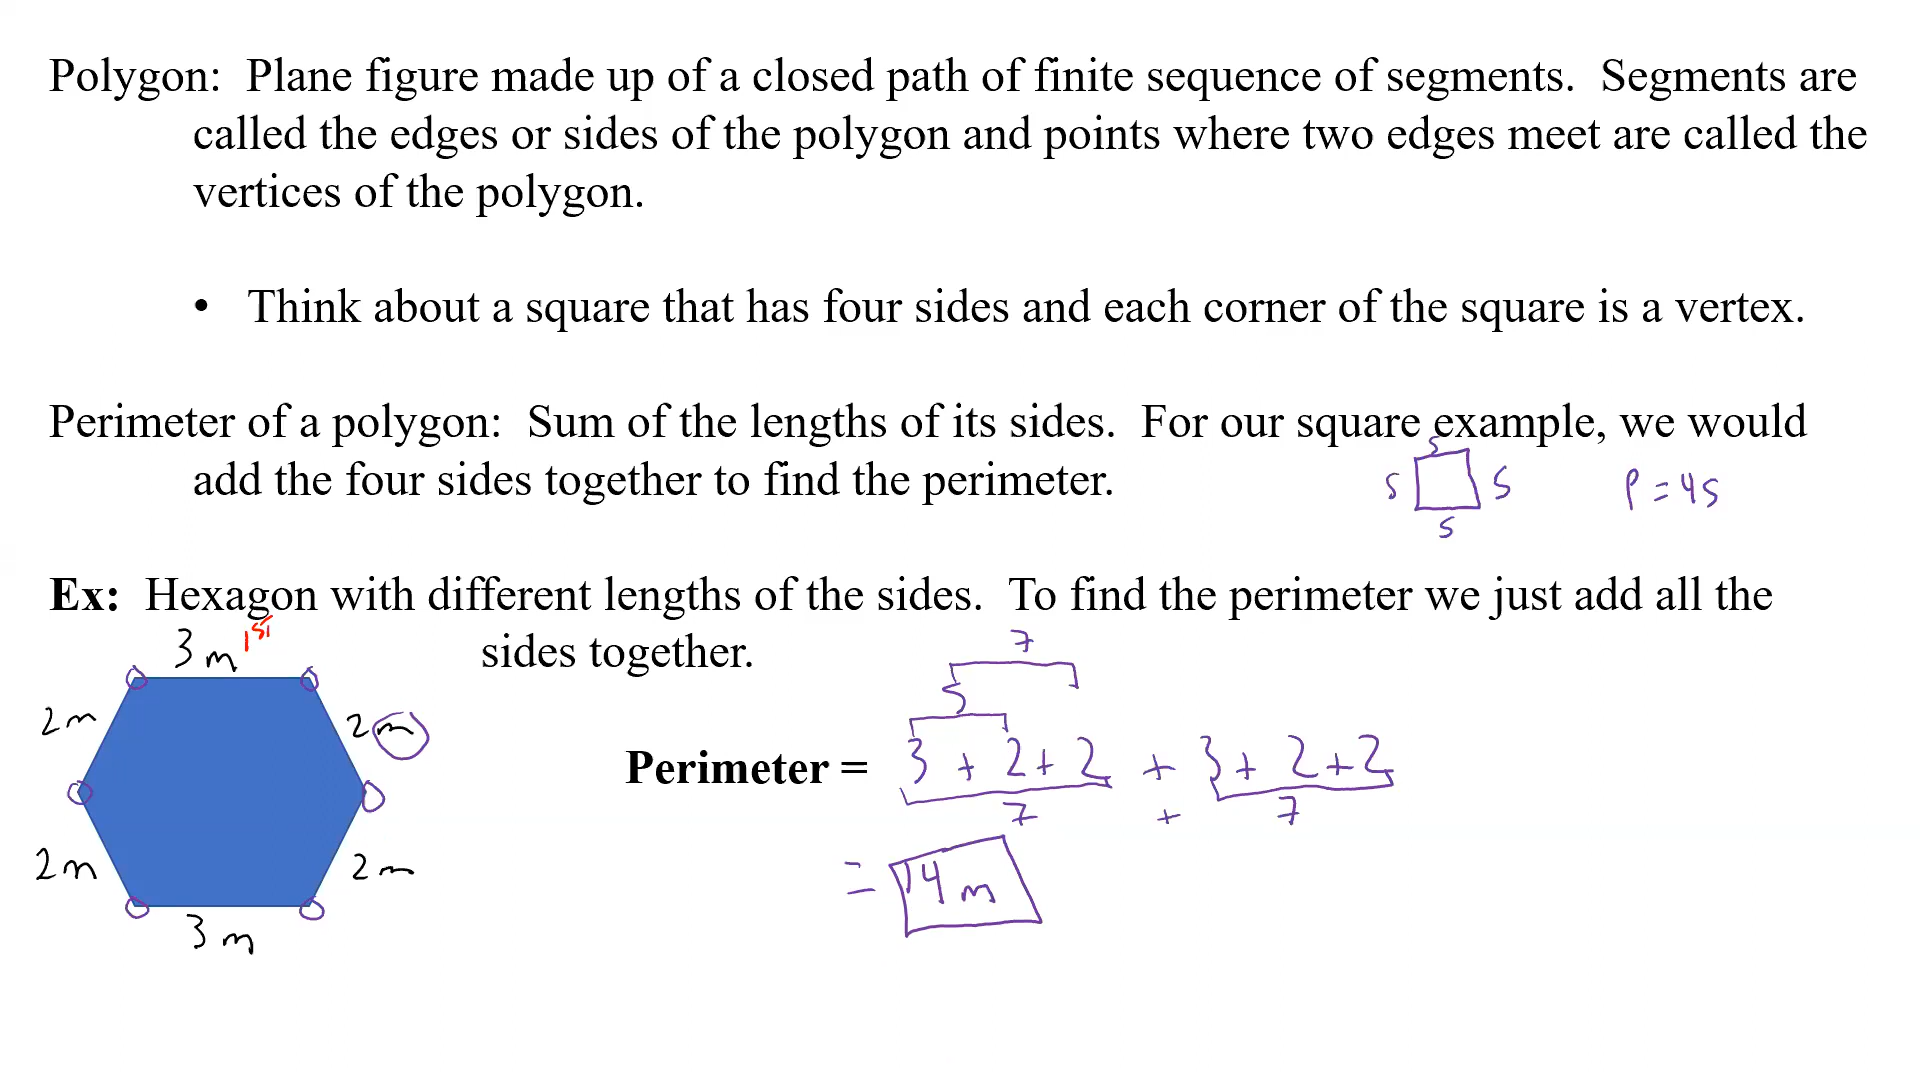 Polygon: Plane figure made up of a closed path of finite sequence of segments. Segments are
called the edges or sides of the polygon and points where two edges meet are called the
vertices of the polygon.
• Think about a square that has four sides and each corner of the square is a vertex.
Perimeter of a polygon: Sum of the lengths of its sides. For our square example, we would
add the four sides together to find the perimeter.
s
s s P = 4s
s
Ex: Hexagon with different lengths of the sides. To find the perimeter we just add all the
sides together.
3 m 1st
7
5
2m 2m
Perimeter = 3 + 2 + 2 + 3 + 2 + 2
7 + 7
2m 2m
= 14 m
3 m